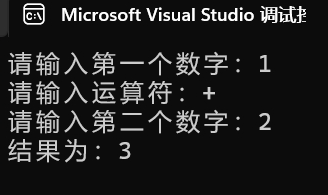 Microsoft Visual Studio 调试
请输入第一个数字：1
请输入运算符：+
请输入第二个数字：2
结果为：3